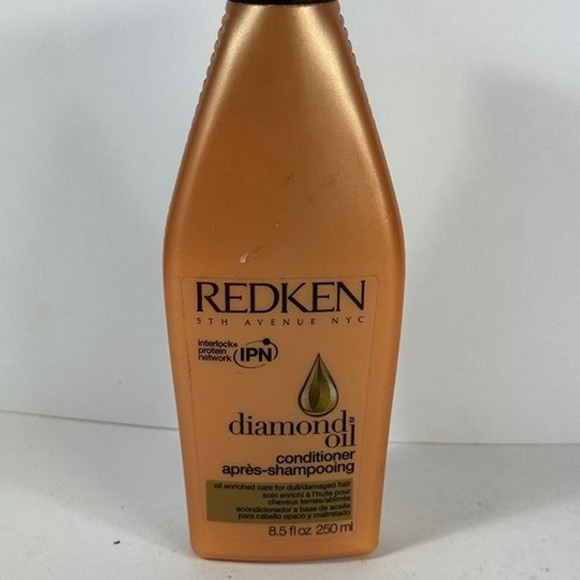 REDKEN
5TH AVENUE NYC
interlock
protein
network IPN
diamond
oil
conditioner
après-shampooing
oil enriched care for dull/damaged hair
soin enrichi à l'huile pour
cheveux ternes/abîmés
acondicionador a base de aceite
para cabello opaco y maltratado
8.5 fl oz 250 ml